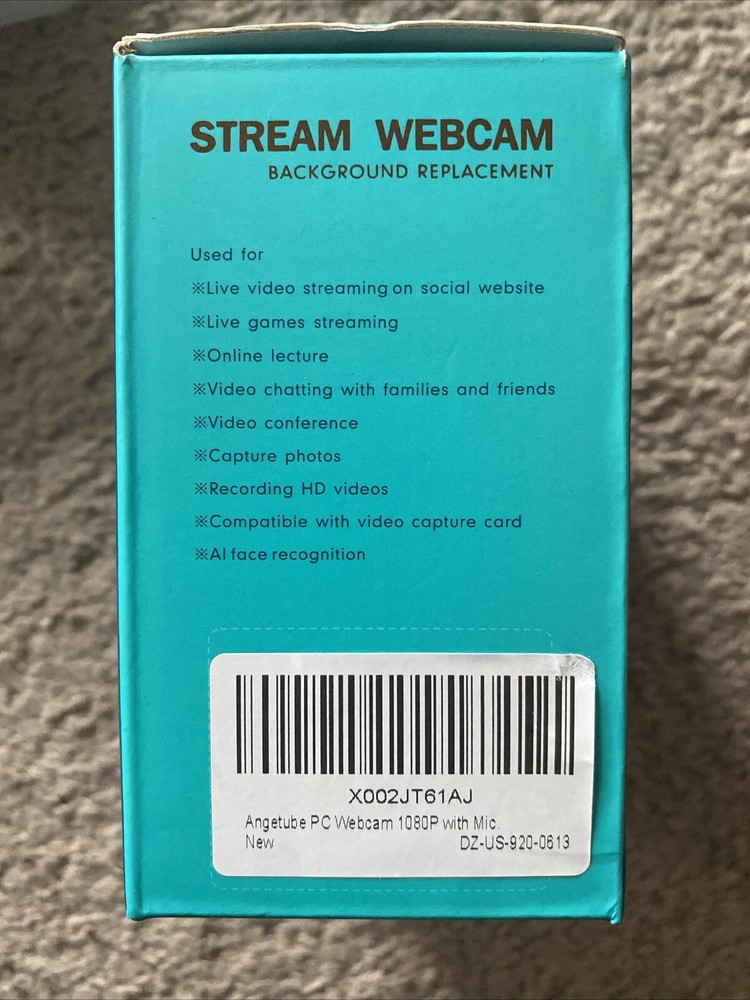 STREAM WEBCAM
BACKGROUND REPLACEMENT
Used for
※Live video streaming on social website
※Live games streaming
※Online lecture
※Video chatting with families and friends
※Video conference
※Capture photos
※Recording HD videos
※Compatible with video capture card
※AI face recognition
X002JT61AJ
Angetube PC Webcam 1080P with Mic.
New DZ-US-920-0613